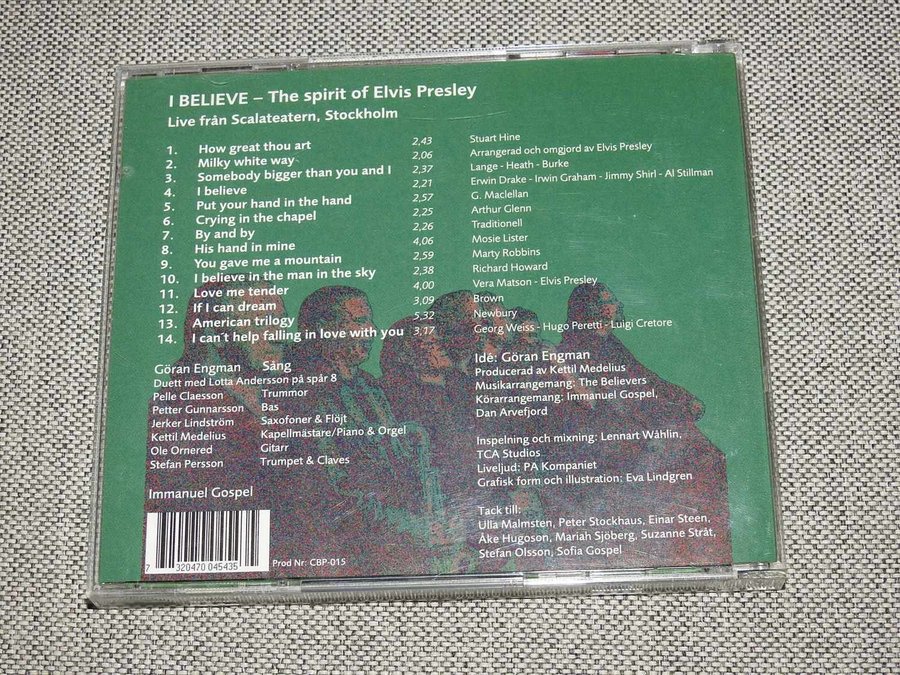 I BELIEVE – The spirit of Elvis Presley
Live från Scalateatern, Stockholm
1. How great thou art 2,43 Stuart Hine
2. Milky white way 2,06 Arrangerad och omgjord av Elvis Presley
3. Somebody bigger than you and I 2,37 Lange - Heath - Burke
4. I believe 2,21 Erwin Drake - Irwin Graham - Jimmy Shirl - Al Stillman
5. Put your hand in the hand 2,57 G. Maclellan
6. Crying in the chapel 2,25 Arthur Glenn
7. By and by 2,26 Traditionell
8. His hand in mine 4,06 Mosie Lister
9. You gave me a mountain 2,59 Marty Robbins
10. I believe in the man in the sky 2,38 Richard Howard
11. Love me tender 4,00 Vera Matson - Elvis Presley
12. If I can dream 3,09 Brown
13. American trilogy 5,32 Newbury
14. I can't help falling in love with you 3,17 Georg Weiss - Hugo Peretti - Luigi Cretore
Göran Engman Sång
Duett med Lotta Andersson på spår 8
Pelle Claesson Trummor
Petter Gunnarsson Bas
Jerker Lindström Saxofoner & Flöjt
Kettil Medelius Kapellmästare/Piano & Orgel
Ole Ornered Gitarr
Stefan Persson Trumpet & Claves
Immanuel Gospel
7 320470 045435
Prod Nr: CBP-015
Idé: Göran Engman
Producerad av Kettil Medelius
Musikarrangemang: The Believers
Körarrangemang: Immanuel Gospel,
Dan Arvefjord
Inspelning och mixning: Lennart Wåhlin,
TCA Studios
Liveljud: PA Kompaniet
Grafisk form och illustration: Eva Lindgren
Tack till:
Ulla Malmsten, Peter Stockhaus, Einar Steen,
Åke Hugoson, Mariah Sjöberg, Suzanne Stråt,
Stefan Olsson, Sofia Gospel